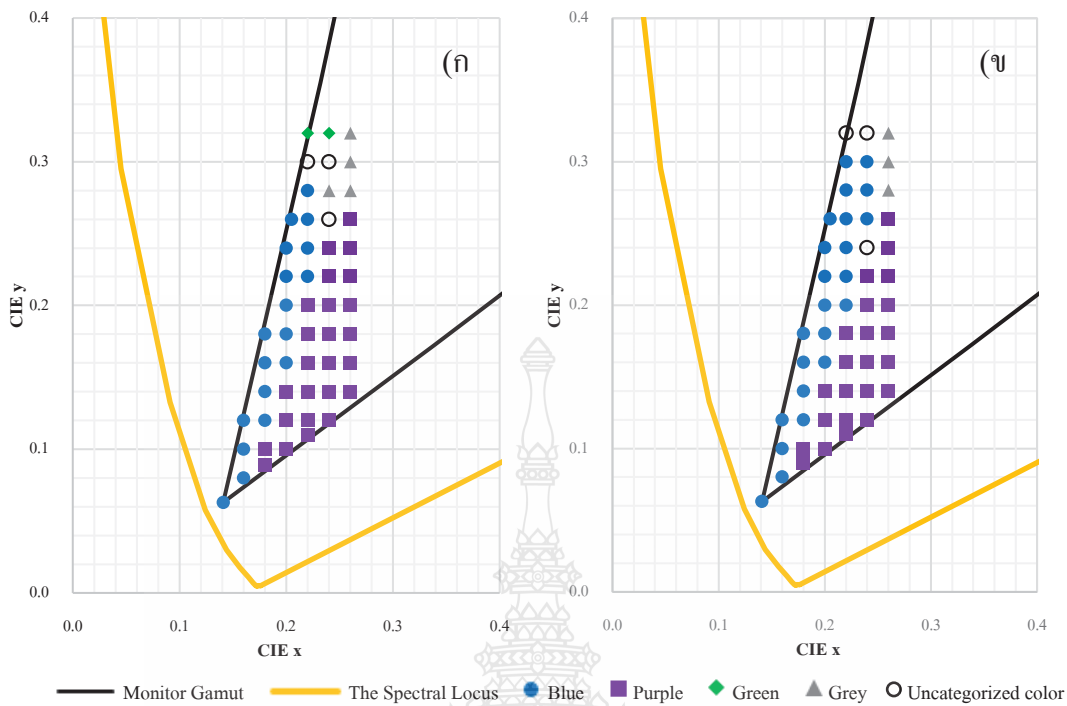 0.4
(ก
0.3
CIE y
0.2
0.1
0.0
0.0 0.1 0.2 0.3 0.4
CIE x
0.4
(ข
0.3
CIE y
0.2
0.1
0.0
0.0 0.1 0.2 0.3 0.4
CIE x
Monitor Gamut The Spectral Locus Blue Purple Green Grey Uncategorized color